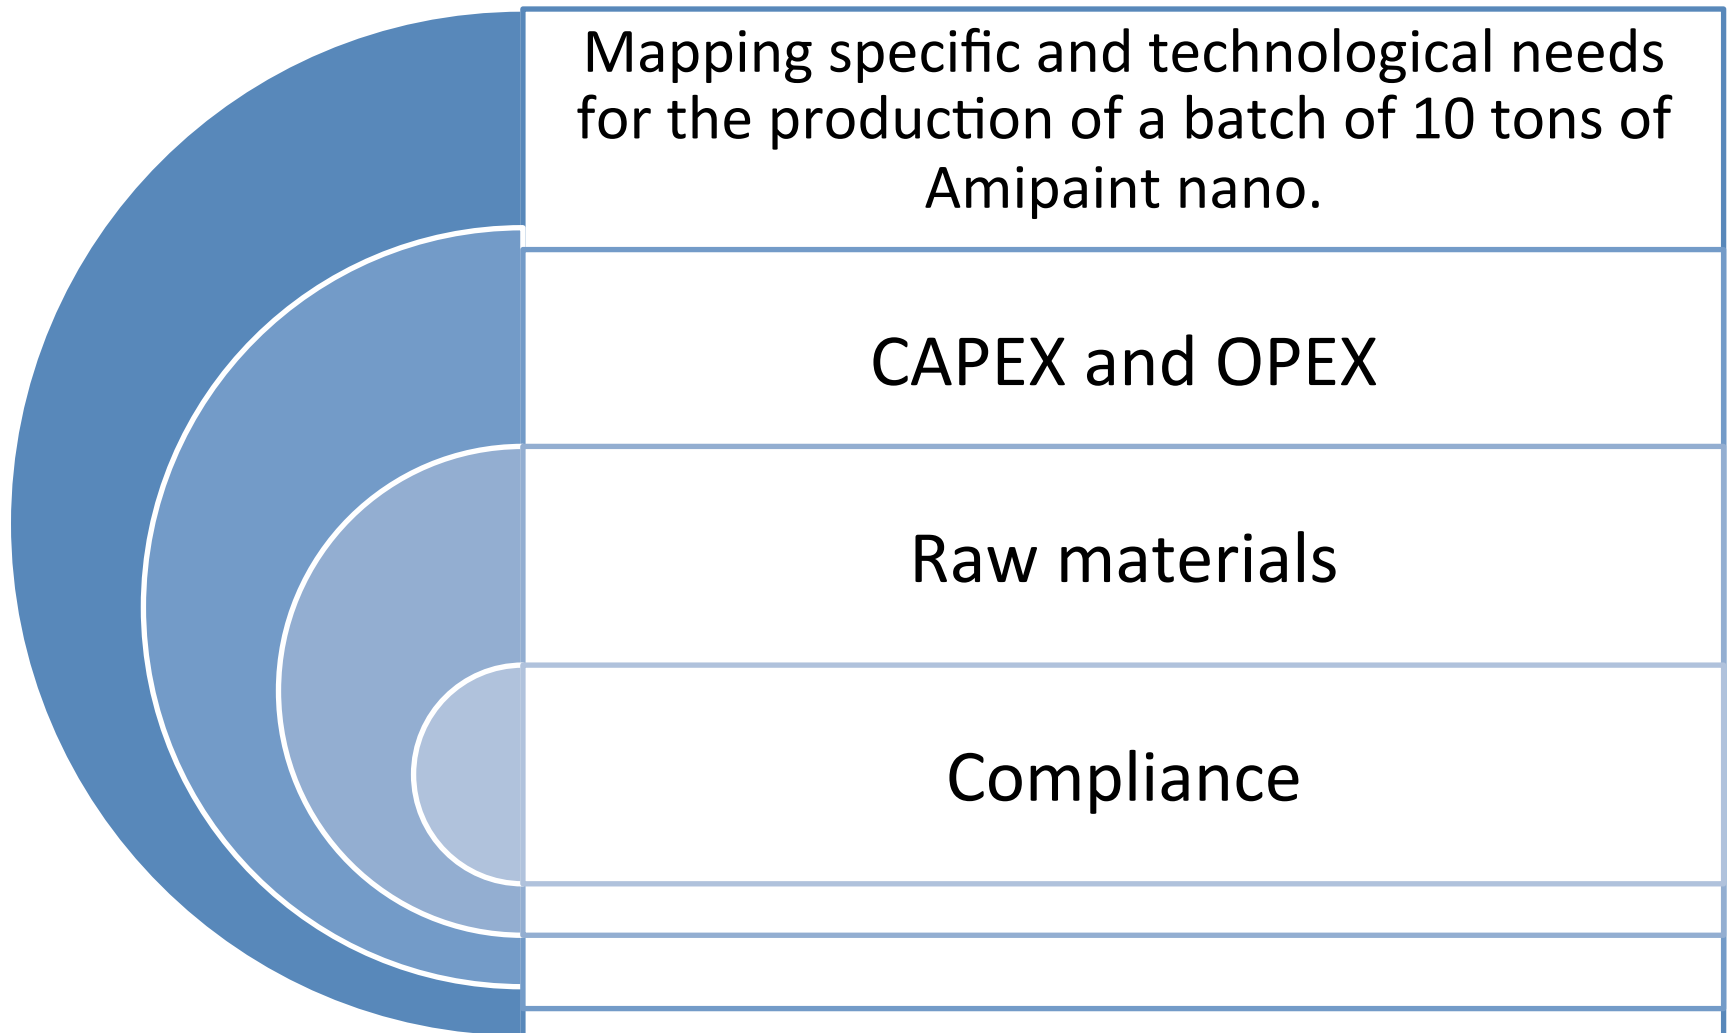 Mapping specific and technological needs
for the production of a batch of 10 tons of
Amipaint nano.
CAPEX and OPEX
Raw materials
Compliance